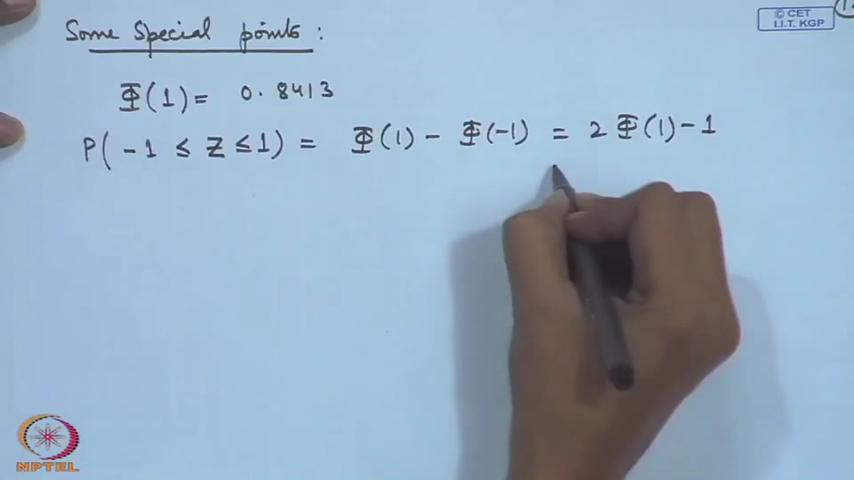 Some Special points :
© CET
I.I.T. KGP
Φ(1) = 0.8413
P( -1 ≤ Z ≤ 1) = Φ(1) - Φ(-1) = 2 Φ(1) - 1
NPTEL